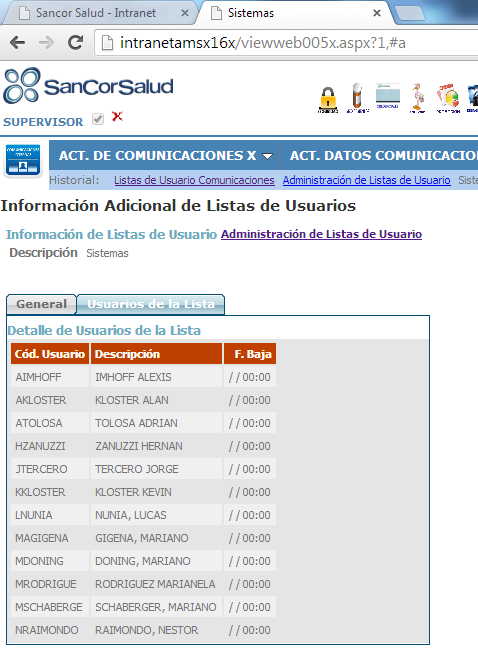 Sancor Salud - Intranet
Sistemas
intranetamsx16x/viewweb005x.aspx?1,#a
SanCorSalud
SUPERVISOR
ACT. DE COMUNICACIONES X
ACT. DATOS COMUNICACIO
Historial: Listas de Usuario Comunicaciones Administración de Listas de Usuario Siste
Información Adicional de Listas de Usuarios
Información de Listas de Usuario Administración de Listas de Usuario
Descripción Sistemas
General Usuarios de la Lista
Detalle de Usuarios de la Lista
Cód. Usuario Descripción F. Baja
AIMHOFF IMHOFF ALEXIS / / 00:00
AKLOSTER KLOSTER ALAN / / 00:00
ATOLOSA TOLOSA ADRIAN / / 00:00
HZANUZZI ZANUZZI HERNAN / / 00:00
JTERCERO TERCERO JORGE / / 00:00
KKLOSTER KLOSTER KEVIN / / 00:00
LNUNIA NUNIA, LUCAS / / 00:00
MAGIGENA GIGENA, MARIANO / / 00:00
MDONING DONING, MARIANO / / 00:00
MRODRIGUE RODRIGUEZ MARIANELA / / 00:00
MSCHABERGE SCHABERGER, MARIANO / / 00:00
NRAIMONDO RAIMONDO, NESTOR / / 00:00